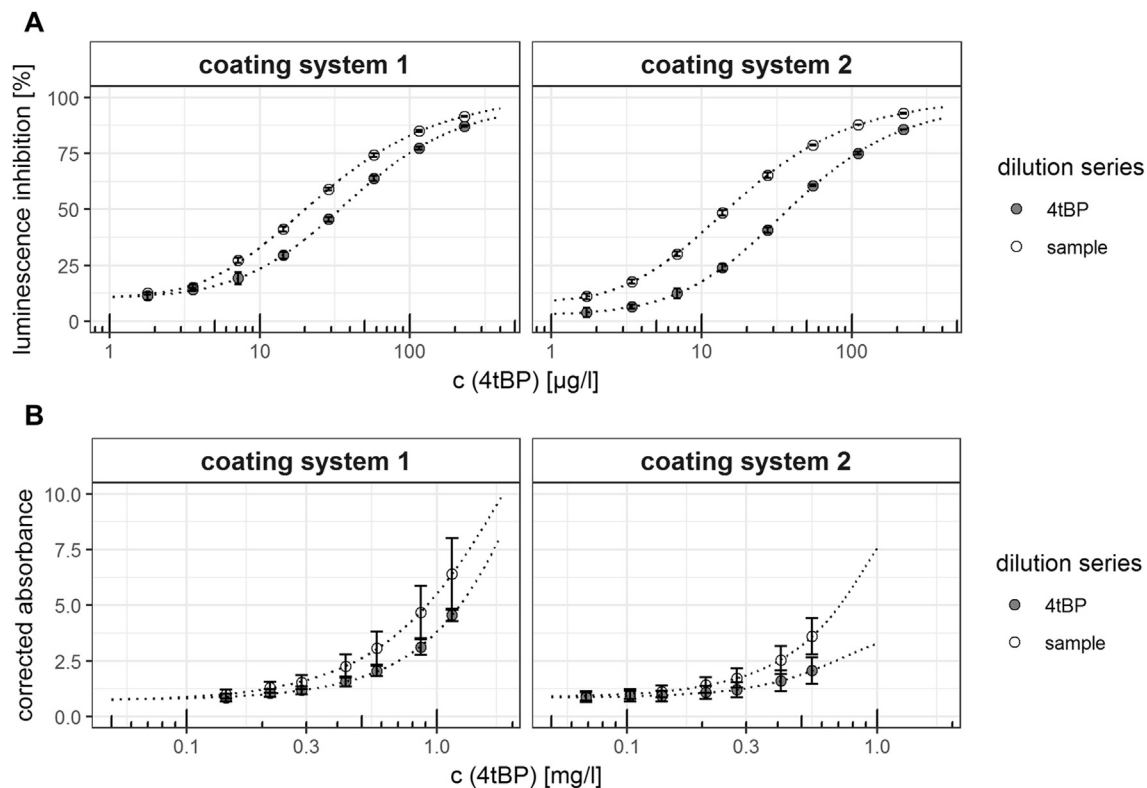 A
coating system 1
coating system 2
luminescence inhibition [%]
100
75
50
25
0
1
10
100
1
10
100
c (4tBP) [µg/l]
dilution series
4tBP
sample
B
coating system 1
coating system 2
corrected absorbance
10.0
7.5
5.0
2.5
0.0
0.1
0.3
1.0
0.1
0.3
1.0
c (4tBP) [mg/l]
dilution series
4tBP
sample